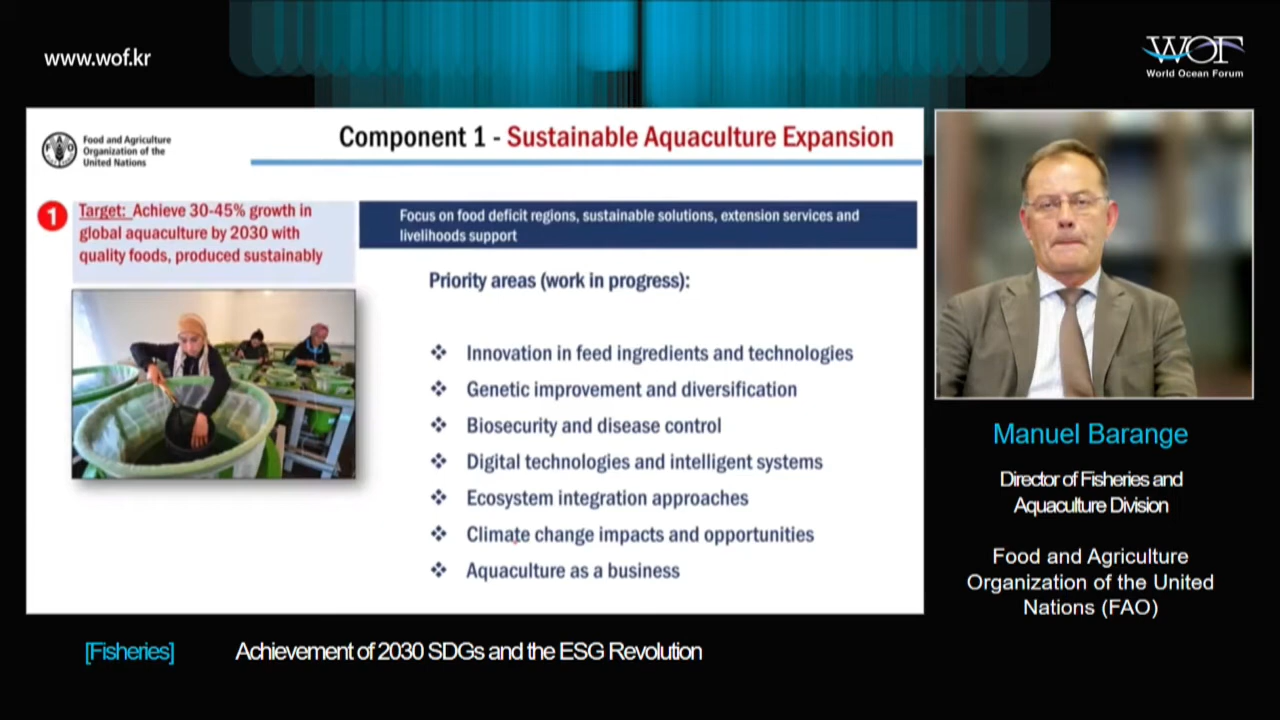 www.wof.kr
WOF
World Ocean Forum
Food and Agriculture
Organization of the
United Nations
Component 1 - Sustainable Aquaculture Expansion
1
Target: Achieve 30-45% growth in
global aquaculture by 2030 with
quality foods, produced sustainably
Focus on food deficit regions, sustainable solutions, extension services and
livelihoods support
Priority areas (work in progress):
Innovation in feed ingredients and technologies
Genetic improvement and diversification
Biosecurity and disease control
Digital technologies and intelligent systems
Ecosystem integration approaches
Climate change impacts and opportunities
Aquaculture as a business
Manuel Barange
Director of Fisheries and
Aquaculture Division
Food and Agriculture
Organization of the United
Nations (FAO)
[Fisheries] Achievement of 2030 SDGs and the ESG Revolution